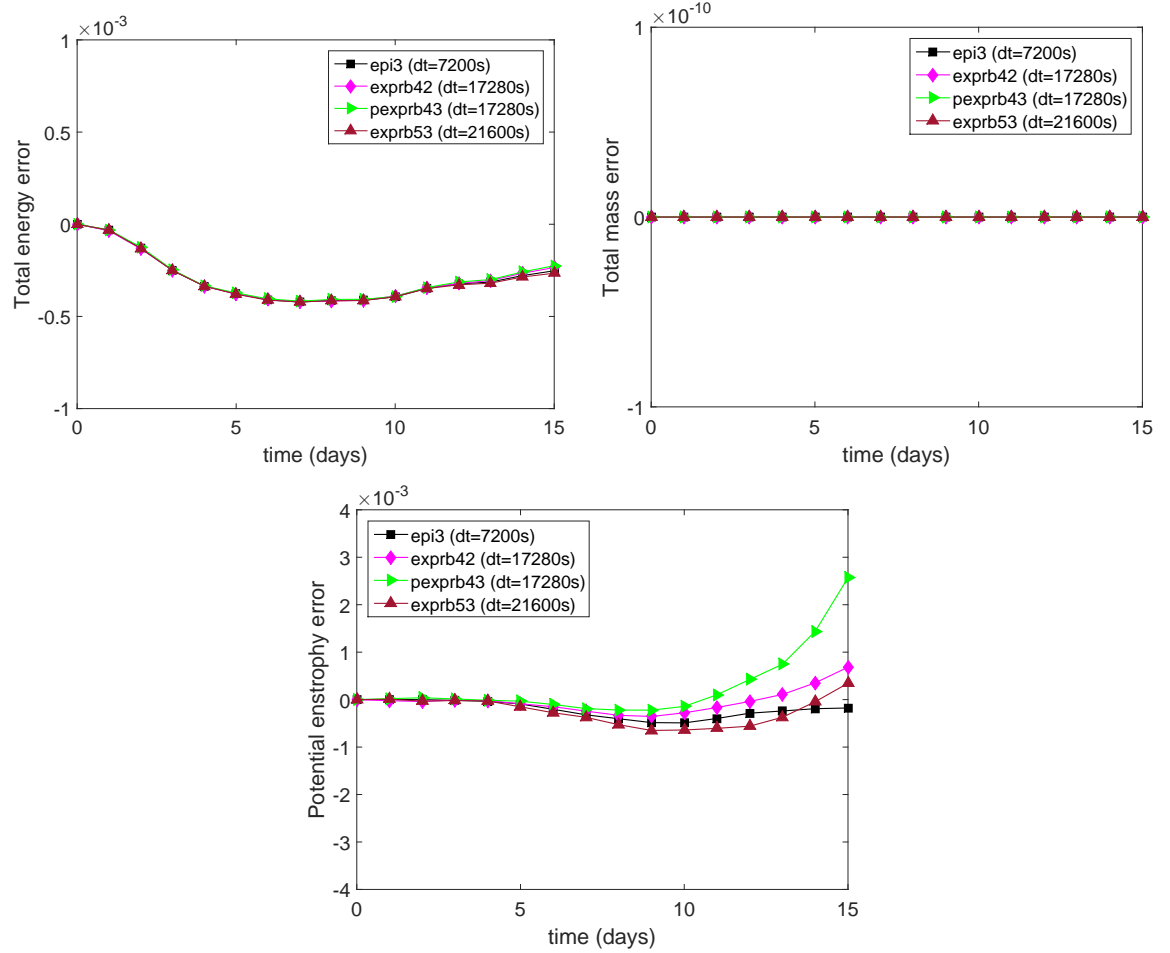 ×10-3
1
0.5
0
-0.5
-1
Total energy error
0
5
10
15
time (days)
epi3 (dt=7200s)
exprb42 (dt=17280s)
pexprb43 (dt=17280s)
exprb53 (dt=21600s)
×10-10
1
0
-1
Total mass error
0
5
10
15
time (days)
epi3 (dt=7200s)
exprb42 (dt=17280s)
pexprb43 (dt=17280s)
exprb53 (dt=21600s)
×10-3
4
3
2
1
0
-1
-2
-3
-4
Potential enstrophy error
0
5
10
15
time (days)
epi3 (dt=7200s)
exprb42 (dt=17280s)
pexprb43 (dt=17280s)
exprb53 (dt=21600s)